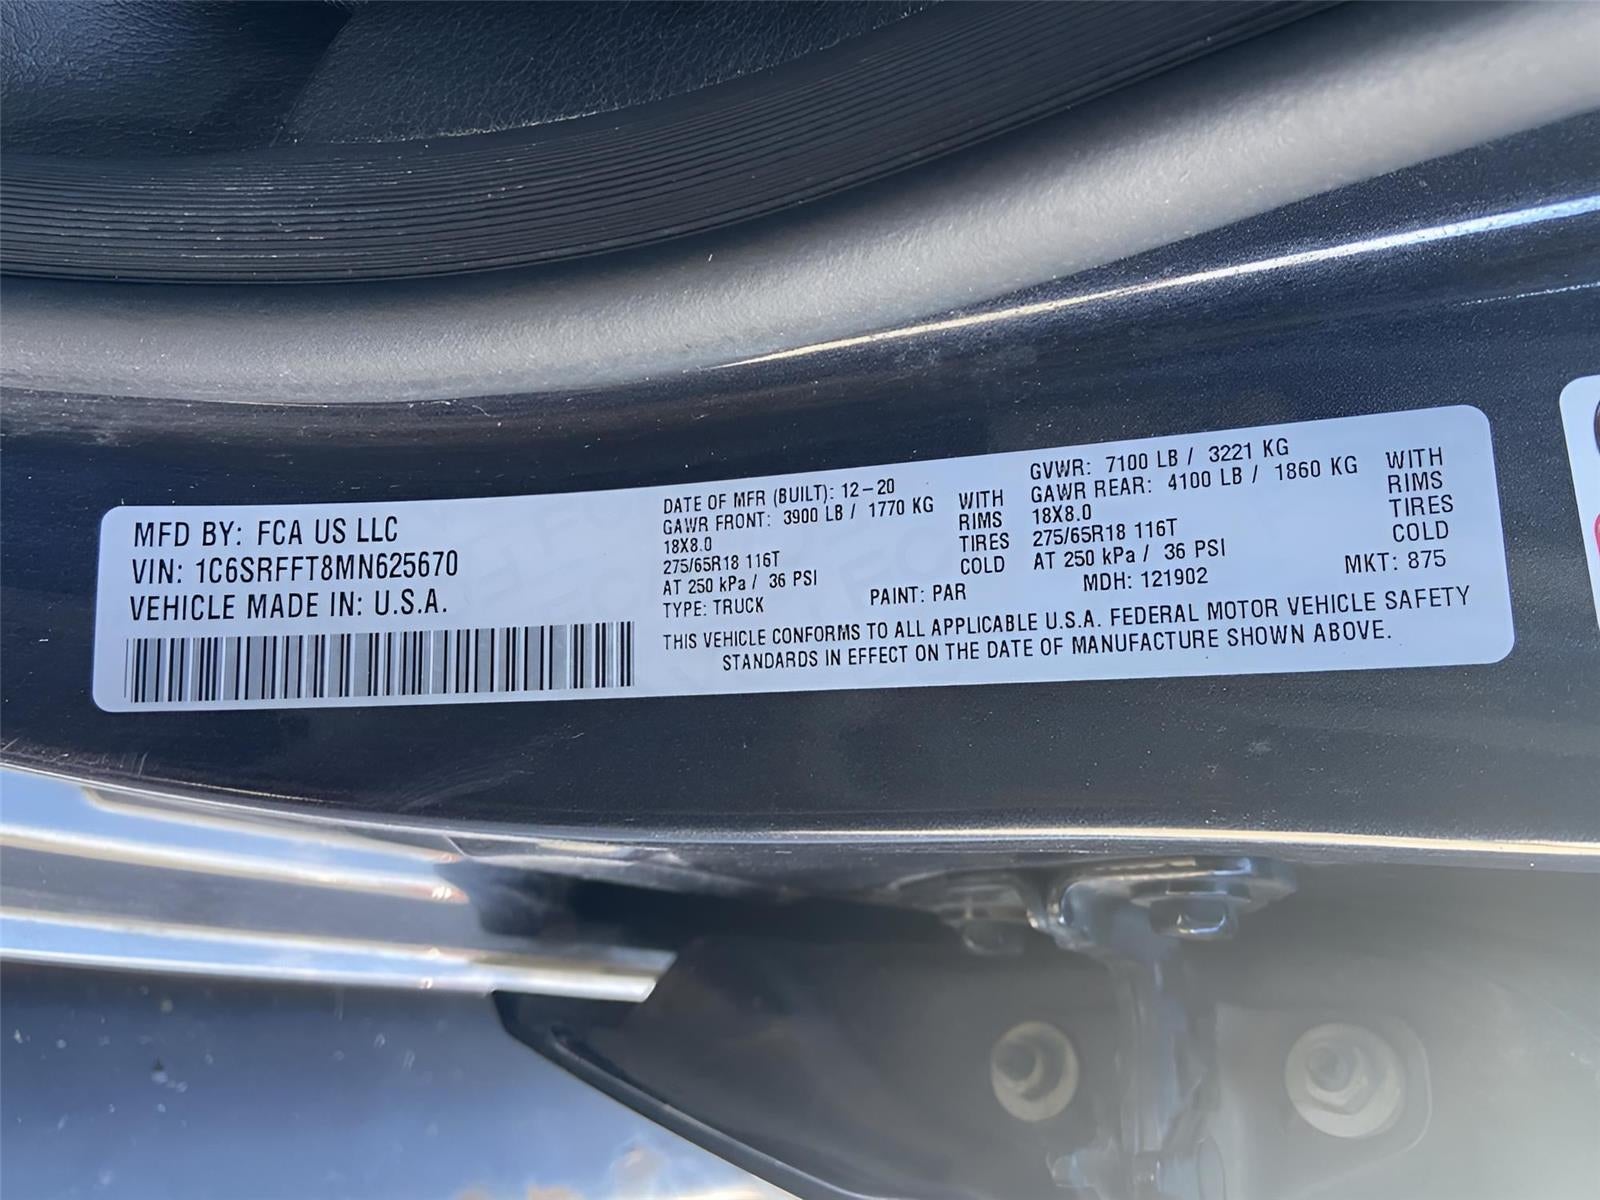 MFD BY: FCA US LLC
VIN: 1C6SRFFT8MN625670
VEHICLE MADE IN: U.S.A.
DATE OF MFR (BUILT): 12-20
GAWR FRONT: 3900 LB / 1770 KG WITH
18X8.0 RIMS
275/65R18 116T TIRES
AT 250 kPa / 36 PSI COLD
TYPE: TRUCK PAINT: PAR
GVWR: 7100 LB / 3221 KG
GAWR REAR: 4100 LB / 1860 KG WITH
18X8.0 RIMS
275/65R18 116T TIRES
AT 250 kPa / 36 PSI COLD
MDH: 121902 MKT: 875
THIS VEHICLE CONFORMS TO ALL APPLICABLE U.S.A. FEDERAL MOTOR VEHICLE SAFETY
STANDARDS IN EFFECT ON THE DATE OF MANUFACTURE SHOWN ABOVE.